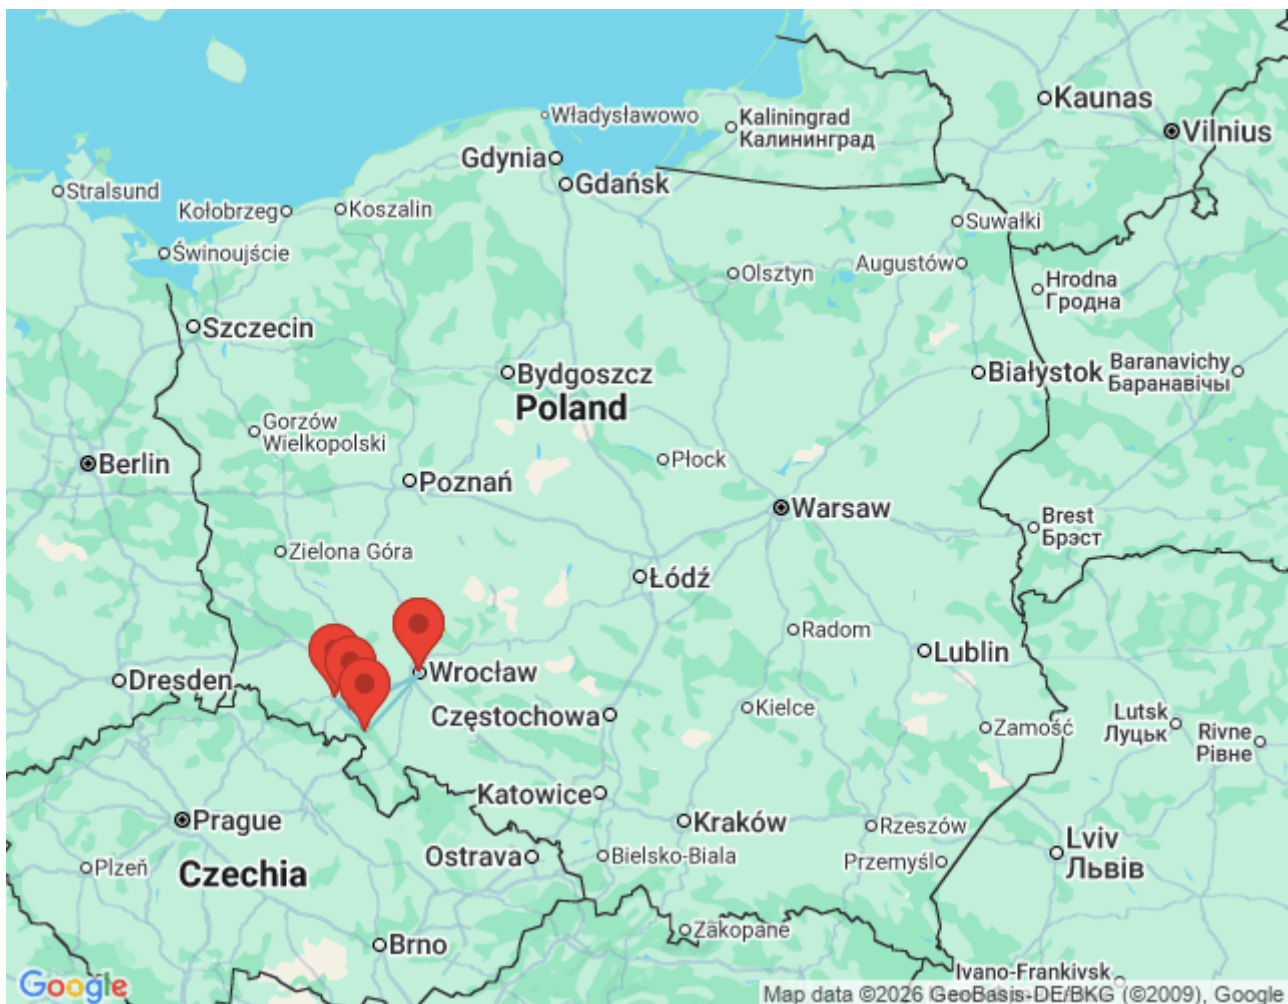 Władysławowo
Kaliningrad
Калининград
Kaunas
Vilnius
Gdynia
Gdańsk
Stralsund
Kołobrzeg
Koszalin
Suwałki
Świnoujście
Olsztyn
Augustów
Hrodna
Гродна
Szczecin
Bydgoszcz
Białystok
Baranavichy
Баранавічы
Poland
Gorzów
Wielkopolski
Berlin
Płock
Poznań
Warsaw
Brest
Брэст
Zielona Góra
Łódź
Radom
Lublin
Wrocław
Dresden
Częstochowa
Kielce
Zamość
Lutsk
Луцьк
Rivne
Рівне
Katowice
Prague
Kraków
Rzeszów
Lviv
Львів
Plzeň
Czechia
Ostrava
Bielsko-Biala
Przemyśl
Zakopane
Brno
Ivano-Frankivsk
Google
Map data ©2026 GeoBasis-DE/BKG (©2009), Google